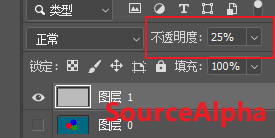 类型
正常 不透明度: 25%
锁定: 填充: 100%
图层 1
SourceAlpha
图层 0